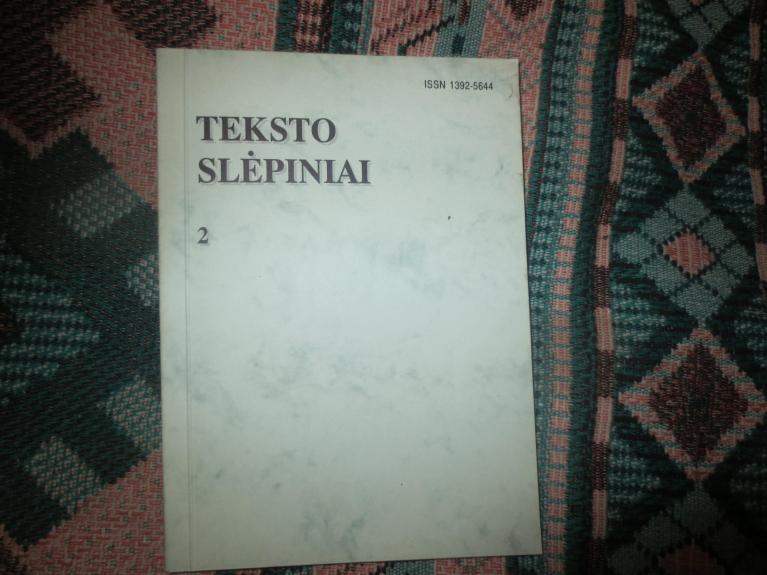 ISSN 1392-5644
TEKSTO
SLĖPINIAI
2